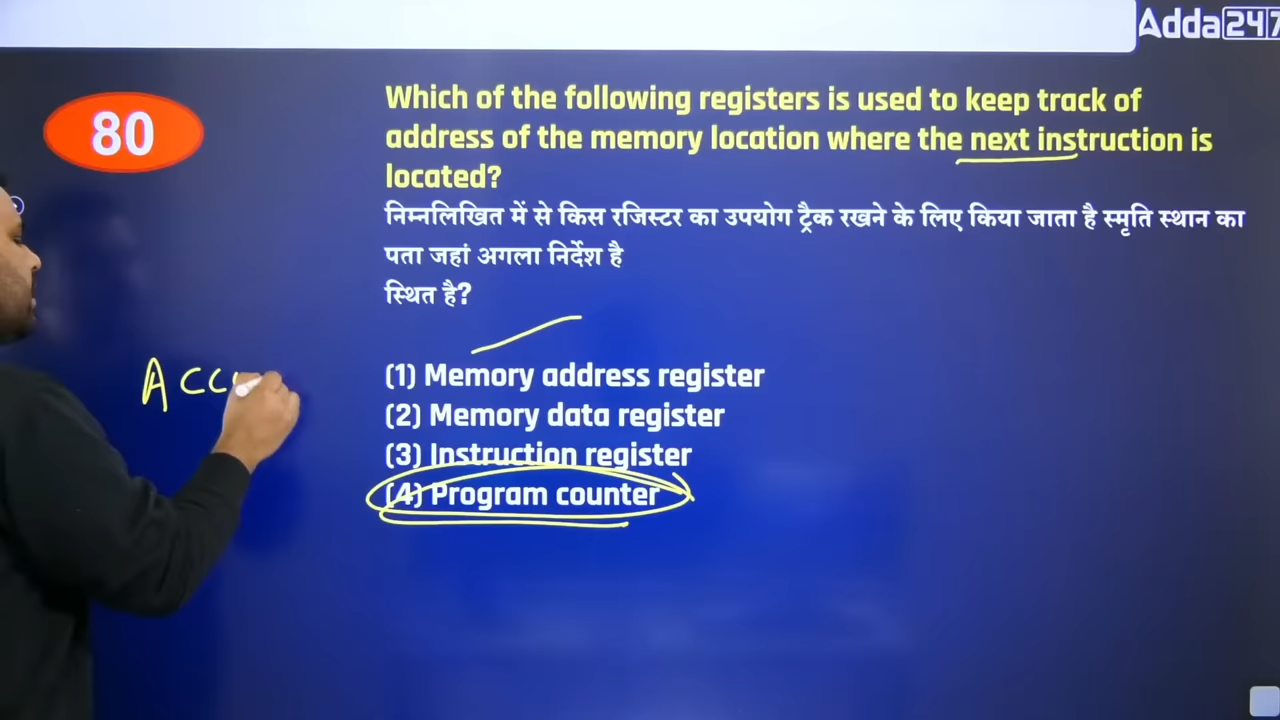 Adda247
80
Which of the following registers is used to keep track of
address of the memory location where the next instruction is
located?
निम्नलिखित में से किस रजिस्टर का उपयोग ट्रैक रखने के लिए किया जाता है स्मृति स्थान का
पता जहां अगला निर्देश है
स्थित है?
ACC
(1) Memory address register
(2) Memory data register
(3) Instruction register
(4) Program counter